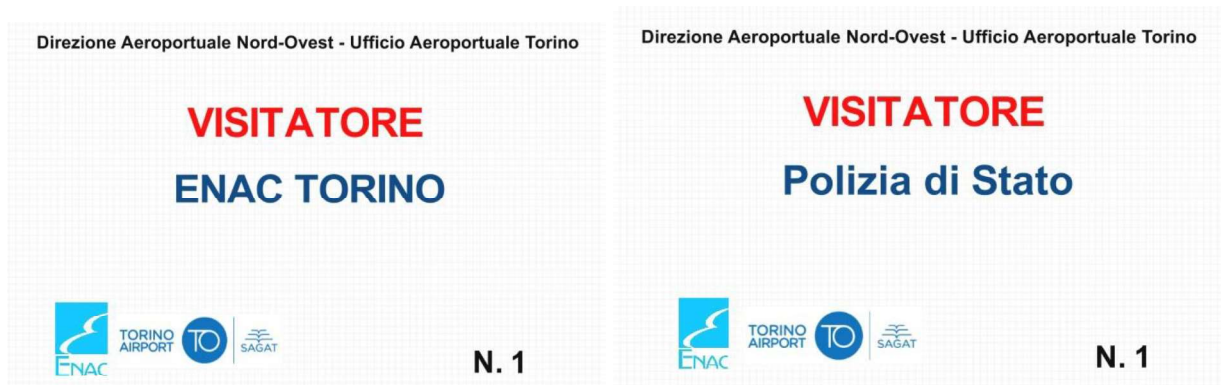 Direzione Aeroportuale Nord-Ovest - Ufficio Aeroportuale Torino
VISITATORE
ENAC TORINO
ENAC
TORINO
AIRPORT
TO
SAGAT
N. 1
Direzione Aeroportuale Nord-Ovest - Ufficio Aeroportuale Torino
VISITATORE
Polizia di Stato
ENAC
TORINO
AIRPORT
TO
SAGAT
N. 1